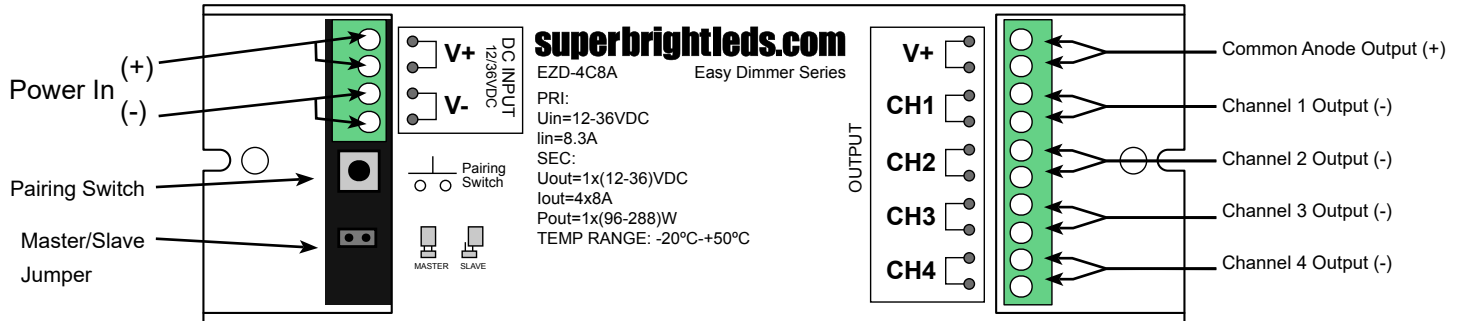 Power In
(+)
(-)
Pairing Switch
Master/Slave
Jumper
V+
V-
DC INPUT
12/36VDC
Pairing
Switch
MASTER SLAVE
superbrightleds.com
EZD-4C8A Easy Dimmer Series
PRI:
Uin=12-36VDC
Iin=8.3A
SEC:
Uout=1x(12-36)VDC
Iout=4x8A
Pout=1x(96-288)W
TEMP RANGE: -20ºC-+50ºC
OUTPUT
V+
CH1
CH2
CH3
CH4
Common Anode Output (+)
Channel 1 Output (-)
Channel 2 Output (-)
Channel 3 Output (-)
Channel 4 Output (-)